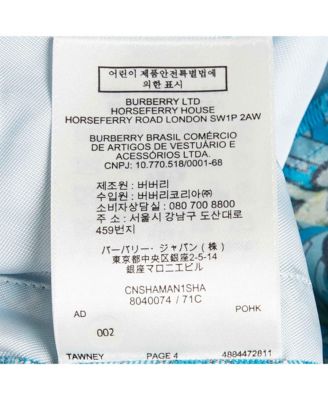 어린이 제품안전특별법에
의한 표시
BURBERRY LTD
HORSEFERRY HOUSE
HORSEFERRY ROAD LONDON SW1P 2AW
BURBERRY BRASIL COMÉRCIO
DE ARTIGOS DE VESTUÁRIO E
ACESSÓRIOS LTDA.
CNPJ: 10.770.518/0001-68
제조원 : 버버리
수입원 : 버버리코리아㈜
소비자상담실 : 080 700 8800
주소 : 서울시 강남구 도산대로
459번지
バーバリー・ジャパン(株)
東京都中央区銀座2-5-14
銀座マロニエビル
CNSHAMAN1SHA
8040074 / 71C
AD POHK
002
TAWNEY PAGE 4 4884472811